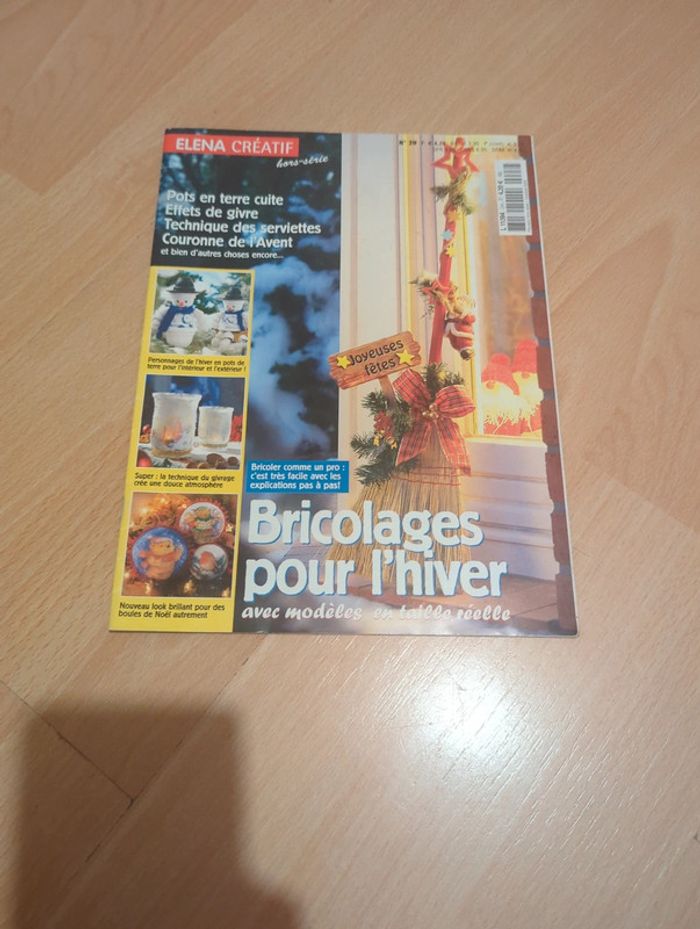 ELENA CRÉATIF
hors-série
Pots en terre cuite
Effets de givre
Technique des serviettes
Couronne de l'Avent
et bien d'autres choses encore...
Personnages de l'hiver en pots de
terre pour l'intérieur et l'extérieur !
Super : la technique du givrage
crée une douce atmosphère
Nouveau look brillant pour des
boules de Noël autrement
Joyeuses
fêtes
Bricoler comme un pro :
c'est très facile avec les
explications pas à pas!
Bricolages
pour l'hiver
avec modèles en taille réelle